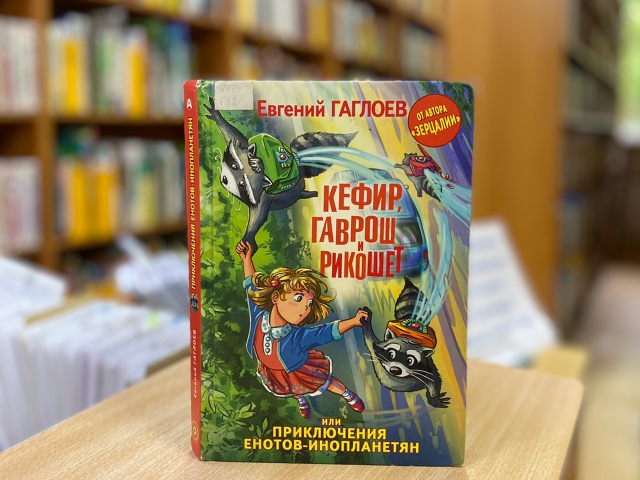 Евгений ГАГЛОЕВ
ОТ АВТОРА
«ЗЕРЦАЛИИ»
КЕФИР,
ГАВРОШ
И
РИКОШЕТ
ИЛИ
ПРИКЛЮЧЕНИЯ
ЕНОТОВ-ИНОПЛАНЕТЯН
Евгений ГАГЛОЕВ ПРИКЛЮЧЕНИЯ ЕНОТОВ-ИНОПЛАНЕТЯН